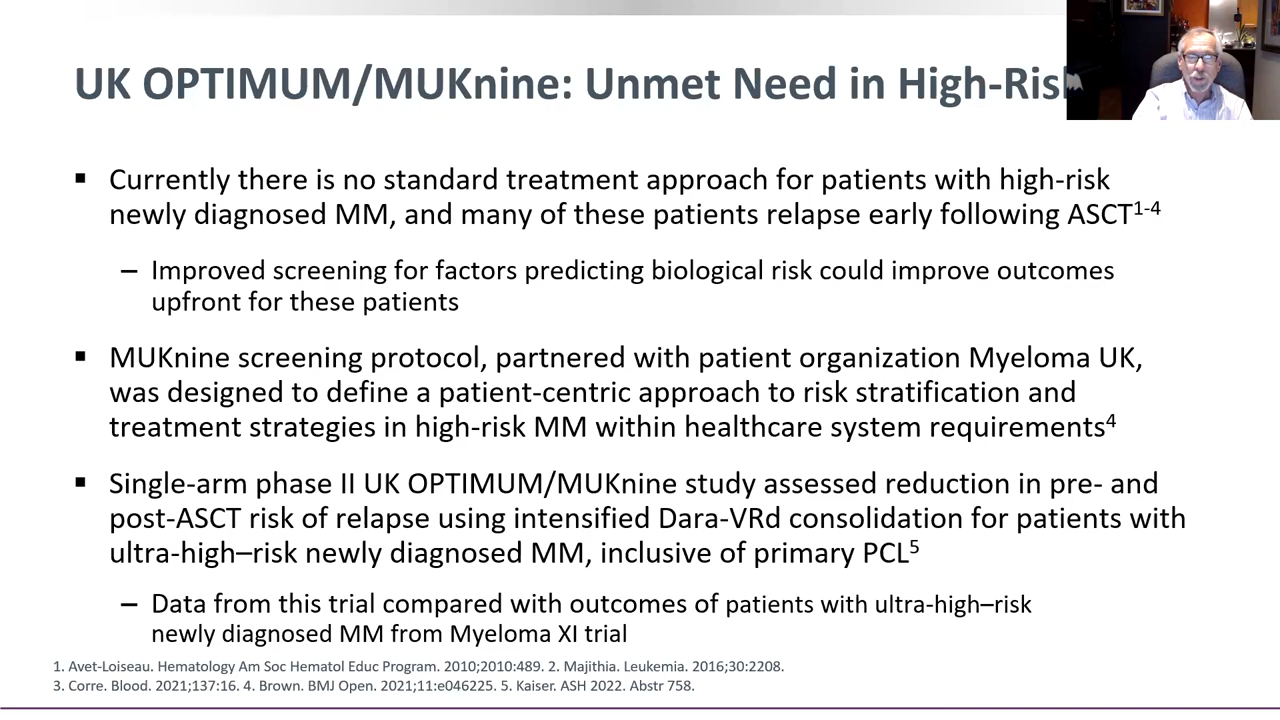 UK OPTIMUM/MUKnine: Unmet Need in High-Risk
▪ Currently there is no standard treatment approach for patients with high-risk
newly diagnosed MM, and many of these patients relapse early following ASCT1-4
– Improved screening for factors predicting biological risk could improve outcomes
upfront for these patients
▪ MUKnine screening protocol, partnered with patient organization Myeloma UK,
was designed to define a patient-centric approach to risk stratification and
treatment strategies in high-risk MM within healthcare system requirements4
▪ Single-arm phase II UK OPTIMUM/MUKnine study assessed reduction in pre- and
post-ASCT risk of relapse using intensified Dara-VRd consolidation for patients with
ultra-high–risk newly diagnosed MM, inclusive of primary PCL5
– Data from this trial compared with outcomes of patients with ultra-high–risk
newly diagnosed MM from Myeloma XI trial
1. Avet-Loiseau. Hematology Am Soc Hematol Educ Program. 2010;2010:489. 2. Majithia. Leukemia. 2016;30:2208.
3. Corre. Blood. 2021;137:16. 4. Brown. BMJ Open. 2021;11:e046225. 5. Kaiser. ASH 2022. Abstr 758.